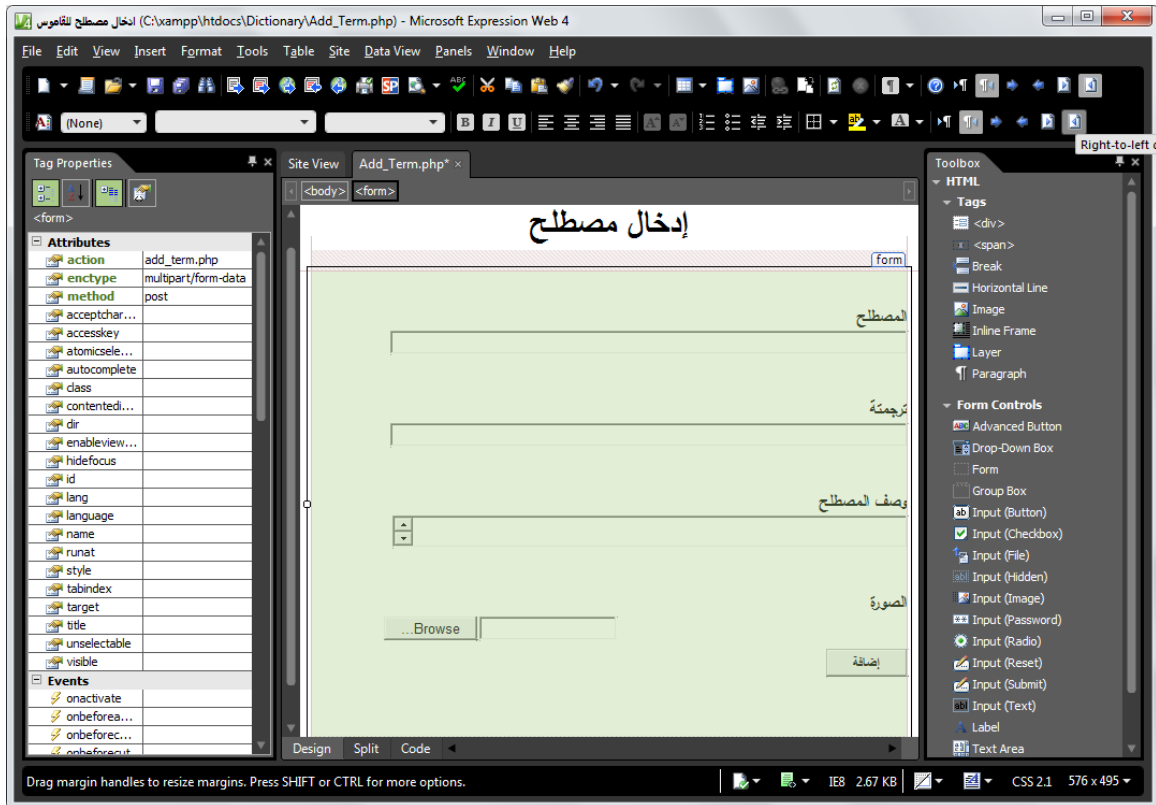 ادخال مصطلح للقاموس (C:\xampp\htdocs\Dictionary\Add_Term.php) - Microsoft Expression Web 4
File Edit View Insert Format Tools Table Site Data View Panels Window Help
(None)
Right-to-left
Tag Properties
<form>
Attributes
action add_term.php
enctype multipart/form-data
method post
acceptchar...
accesskey
atomicsele...
autocomplete
class
contentedi...
dir
enableview...
hidefocus
id
lang
language
name
runat
style
tabindex
target
title
unselectable
visible
Events
onactivate
onbeforea...
onbeforec...
onbeforecut
Site View Add_Term.php*
<body> <form>
إدخال مصطلح
form
المصطلح
ترجمتة
وصف المصطلح
الصورة
...Browse
إضافة
Design Split Code
Toolbox
HTML
Tags
<div>
<span>
Break
Horizontal Line
Image
Inline Frame
Layer
Paragraph
Form Controls
Advanced Button
Drop-Down Box
Form
Group Box
Input (Button)
Input (Checkbox)
Input (File)
Input (Hidden)
Input (Image)
Input (Password)
Input (Radio)
Input (Reset)
Input (Submit)
Input (Text)
Label
Text Area
Drag margin handles to resize margins. Press SHIFT or CTRL for more options.
IE8 2.67 KB CSS 2.1 576 x 495